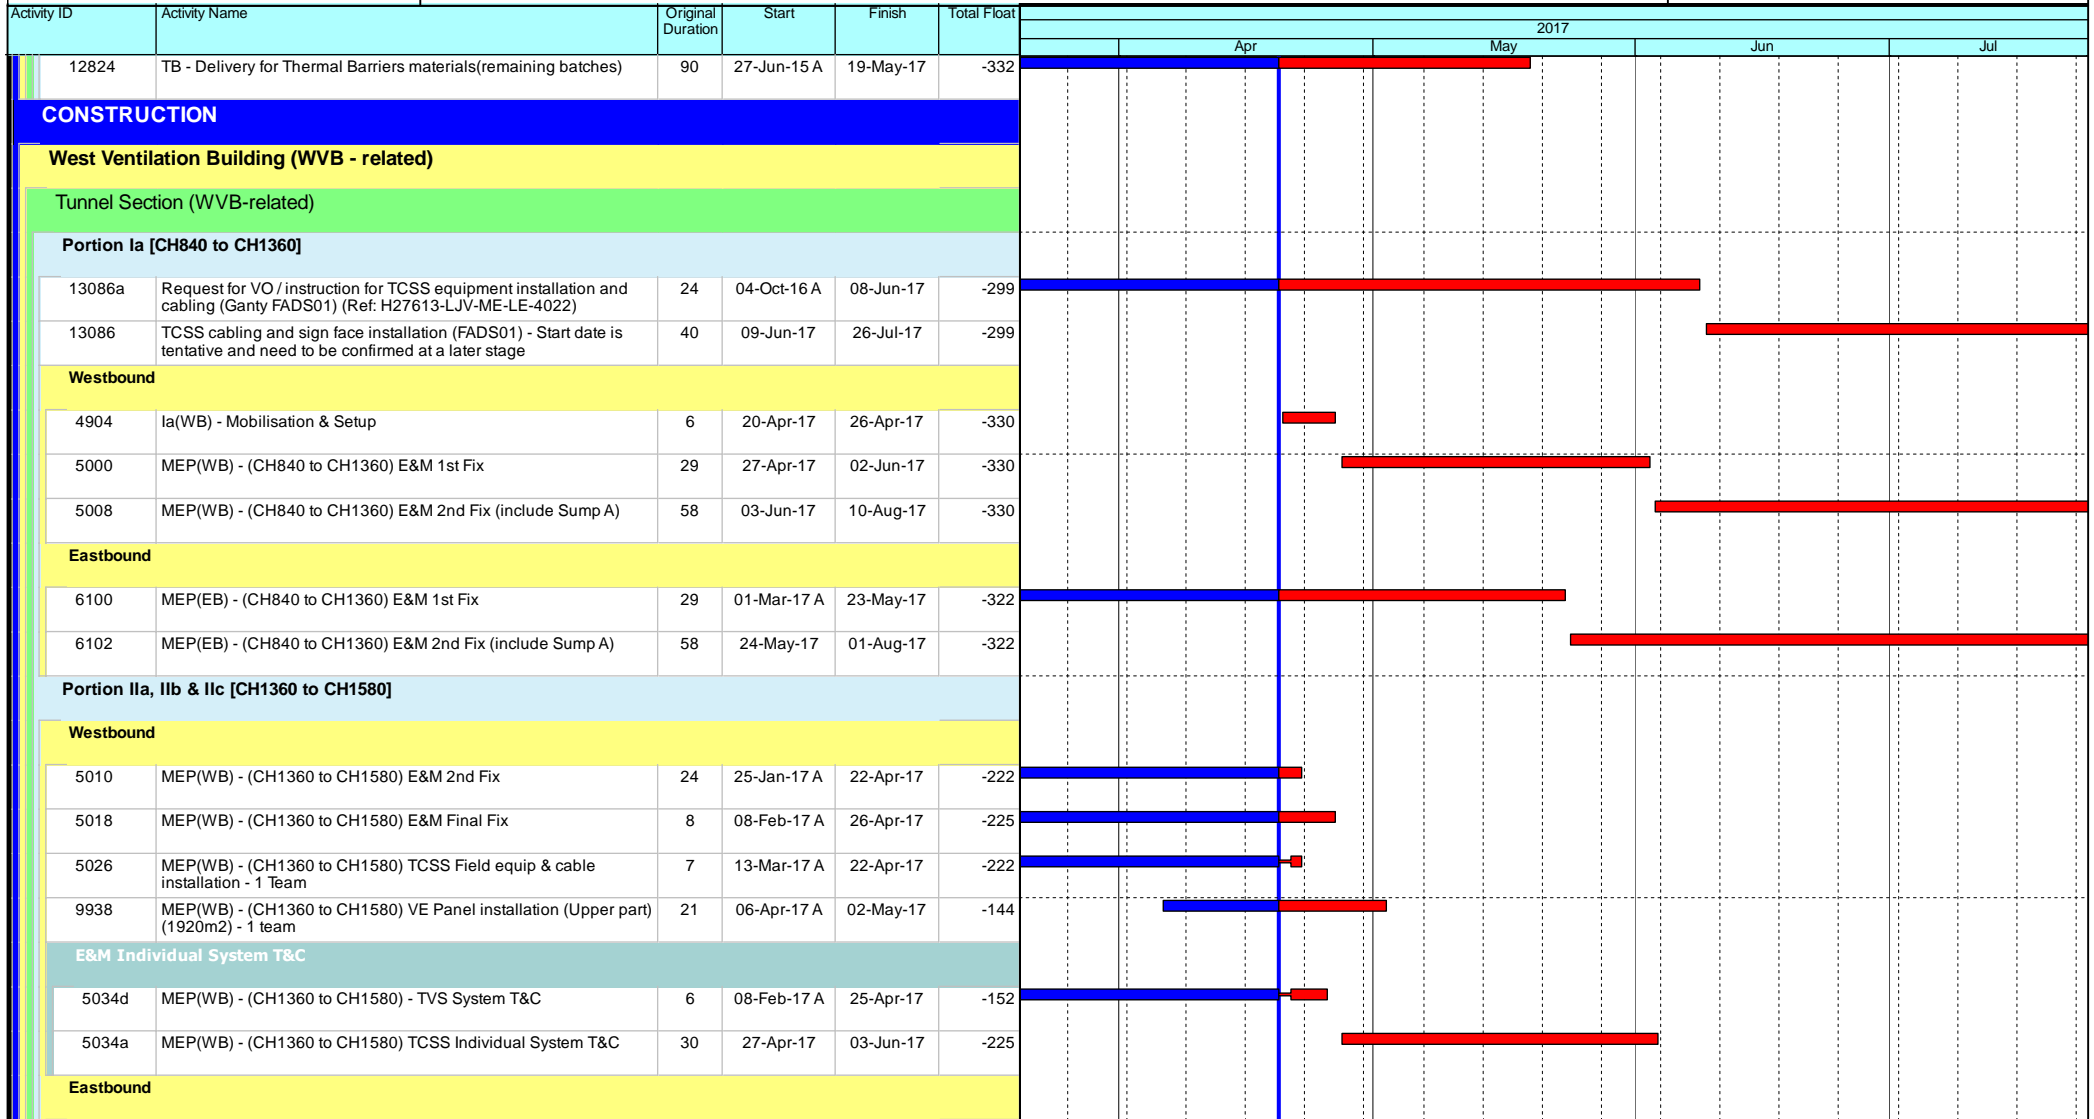 Activity ID Activity Name Original Duration Start Finish Total Float
2017
Apr May Jun Jul
12824 TB - Delivery for Thermal Barriers materials(remaining batches) 90 27-Jun-15 A 19-May-17 -332
CONSTRUCTION
West Ventilation Building (WVB - related)
Tunnel Section (WVB-related)
Portion Ia [CH840 to CH1360]
13086a Request for VO / instruction for TCSS equipment installation and 24 04-Oct-16 A 08-Jun-17 -299
cabling (Ganty FADS01) (Ref: H27613-LJV-ME-LE-4022)
13086 TCSS cabling and sign face installation (FADS01) - Start date is 40 09-Jun-17 26-Jul-17 -299
tentative and need to be confirmed at a later stage
Westbound
4904 Ia(WB) - Mobilisation & Setup 6 20-Apr-17 26-Apr-17 -330
5000 MEP(WB) - (CH840 to CH1360) E&M 1st Fix 29 27-Apr-17 02-Jun-17 -330
5008 MEP(WB) - (CH840 to CH1360) E&M 2nd Fix (include Sump A) 58 03-Jun-17 10-Aug-17 -330
Eastbound
6100 MEP(EB) - (CH840 to CH1360) E&M 1st Fix 29 01-Mar-17 A 23-May-17 -322
6102 MEP(EB) - (CH840 to CH1360) E&M 2nd Fix (include Sump A) 58 24-May-17 01-Aug-17 -322
Portion IIa, IIb & IIc [CH1360 to CH1580]
Westbound
5010 MEP(WB) - (CH1360 to CH1580) E&M 2nd Fix 24 25-Jan-17 A 22-Apr-17 -222
5018 MEP(WB) - (CH1360 to CH1580) E&M Final Fix 8 08-Feb-17 A 26-Apr-17 -225
5026 MEP(WB) - (CH1360 to CH1580) TCSS Field equip & cable 7 13-Mar-17 A 22-Apr-17 -222
installation - 1 Team
9938 MEP(WB) - (CH1360 to CH1580) VE Panel installation (Upper part) 21 06-Apr-17 A 02-May-17 -144
(1920m2) - 1 team
E&M Individual System T&C
5034d MEP(WB) - (CH1360 to CH1580) - TVS System T&C 6 08-Feb-17 A 25-Apr-17 -152
5034a MEP(WB) - (CH1360 to CH1580) TCSS Individual System T&C 30 27-Apr-17 03-Jun-17 -225
Eastbound